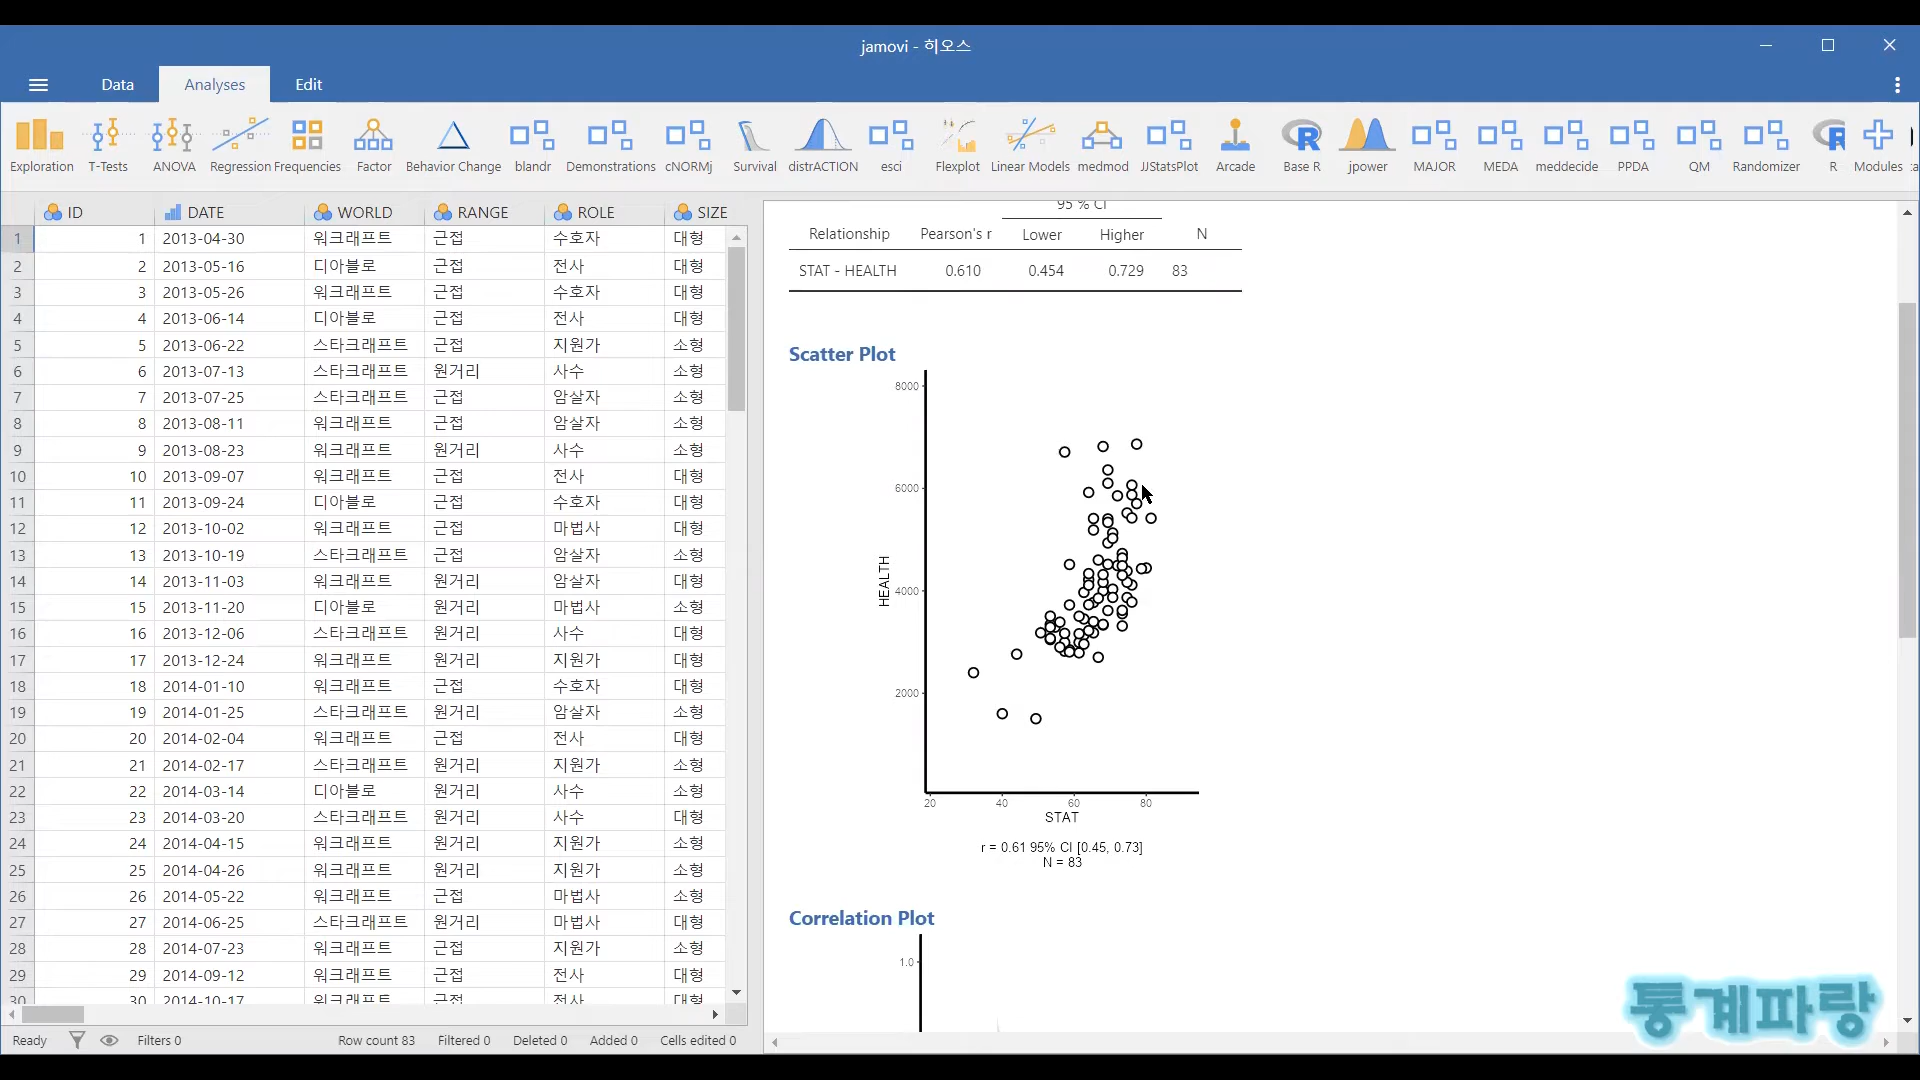 jamovi - 히오스
Data Analyses Edit
Exploration T-Tests ANOVA Regression Frequencies Factor Behavior Change blandr Demonstrations cNORMj Survival distrACTION esci Flexplot Linear Models medmod JJStatsPlot Arcade Base R jpower MAJOR MEDA meddecide PPDA QM Randomizer R Modules
ID DATE WORLD RANGE ROLE SIZE
1 1 2013-04-30 워크래프트 근접 수호자 대형
2 2 2013-05-16 디아블로 근접 전사 대형
3 3 2013-05-26 워크래프트 근접 수호자 대형
4 4 2013-06-14 디아블로 근접 전사 대형
5 5 2013-06-22 스타크래프트 근접 지원가 소형
6 6 2013-07-13 스타크래프트 원거리 사수 소형
7 7 2013-07-25 스타크래프트 근접 암살자 소형
8 8 2013-08-11 워크래프트 근접 암살자 소형
9 9 2013-08-23 워크래프트 원거리 사수 소형
10 10 2013-09-07 워크래프트 근접 전사 대형
11 11 2013-09-24 디아블로 근접 수호자 대형
12 12 2013-10-02 워크래프트 근접 마법사 대형
13 13 2013-10-19 스타크래프트 근접 암살자 소형
14 14 2013-11-03 워크래프트 원거리 암살자 대형
15 15 2013-11-20 디아블로 원거리 마법사 소형
16 16 2013-12-06 스타크래프트 원거리 사수 대형
17 17 2013-12-24 워크래프트 원거리 지원가 대형
18 18 2014-01-10 워크래프트 근접 수호자 대형
19 19 2014-01-25 스타크래프트 원거리 암살자 소형
20 20 2014-02-04 워크래프트 근접 전사 대형
21 21 2014-02-17 스타크래프트 원거리 지원가 소형
22 22 2014-03-14 디아블로 원거리 사수 소형
23 23 2014-03-20 스타크래프트 원거리 사수 대형
24 24 2014-04-15 워크래프트 원거리 지원가 소형
25 25 2014-04-26 워크래프트 원거리 지원가 소형
26 26 2014-05-22 워크래프트 근접 마법사 소형
27 27 2014-06-25 스타크래프트 원거리 마법사 대형
28 28 2014-07-23 워크래프트 근접 지원가 소형
29 29 2014-09-12 워크래프트 근접 전사 대형
30 30 2014-10-17 워크래프트 근접 전사 대형
Ready Filters 0 Row count 83 Filtered 0 Deleted 0 Added 0 Cells edited 0
95 % CI
Relationship Pearson's r Lower Higher N
STAT - HEALTH 0.610 0.454 0.729 83
Scatter Plot
8000
6000
4000
2000
HEALTH
20 40 60 80
STAT
r = 0.61 95% CI [0.45, 0.73]
N = 83
Correlation Plot
1.0
통계파랑